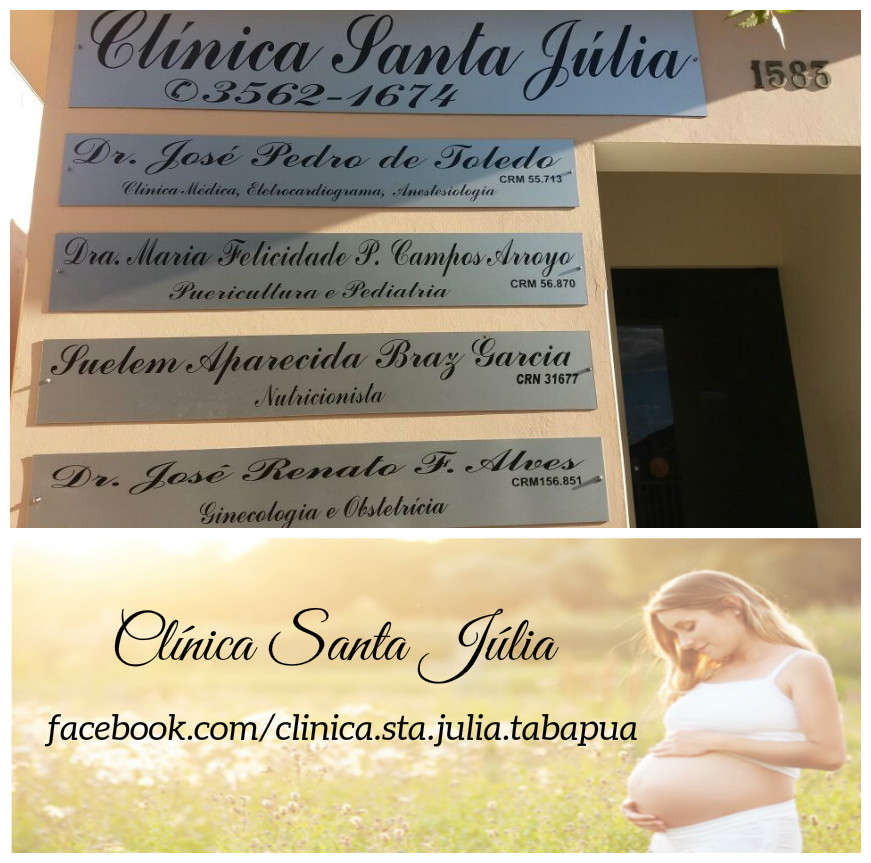 Clínica Santa Júlia
✆3562-1674
1583
Dr. José Pedro de Toledo
CRM 55.713
Clínica Médica, Eletrocardiograma, Anestesiologia
Dra. Maria Felicidade P. Campos Arroyo
CRM 56.870
Puericultura e Pediatria
Suelem Aparecida Braz Garcia
CRN 31677
Nutricionista
Dr. José Renato F. Alves
CRM156.851
Ginecologia e Obstetrícia
Clínica Santa Júlia
facebook.com/clinica.sta.julia.tabapua